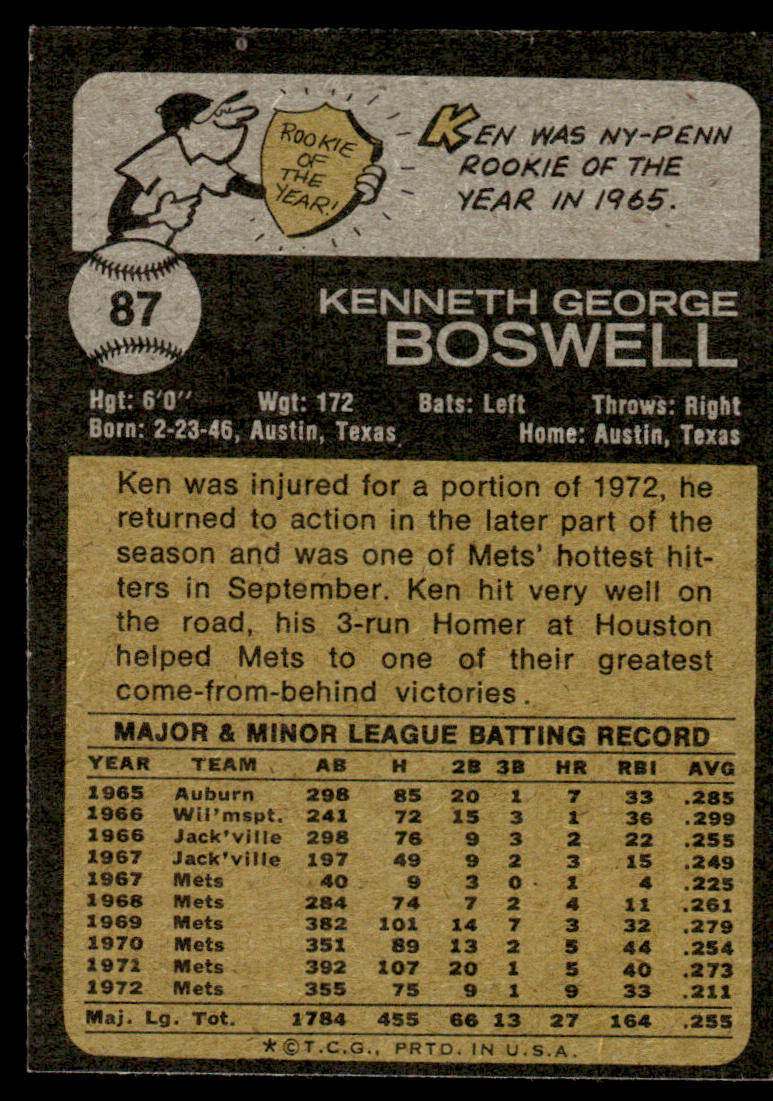 ROOKIE
OF
THE
YEAR!
KEN WAS NY-PENN
ROOKIE OF THE
YEAR IN 1965.
87
KENNETH GEORGE
BOSWELL
Hgt: 6'0" Wgt: 172 Bats: Left Throws: Right
Born: 2-23-46, Austin, Texas Home: Austin, Texas
Ken was injured for a portion of 1972, he
returned to action in the later part of the
season and was one of Mets' hottest hit-
ters in September. Ken hit very well on
the road, his 3-run Homer at Houston
helped Mets to one of their greatest
come-from-behind victories.
MAJOR & MINOR LEAGUE BATTING RECORD
YEAR TEAM AB H 2B 3B HR RBI AVG
1965 Auburn 298 85 20 1 7 33 .285
1966 Wil'mspt. 241 72 15 3 1 36 .299
1966 Jack'ville 298 76 9 3 2 22 .255
1967 Jack'ville 197 49 9 2 3 15 .249
1967 Mets 40 9 3 0 1 4 .225
1968 Mets 284 74 7 2 4 11 .261
1969 Mets 382 101 14 7 3 32 .279
1970 Mets 351 89 13 2 5 44 .254
1971 Mets 392 107 20 1 5 40 .273
1972 Mets 355 75 9 1 9 33 .211
Maj. Lg. Tot. 1784 455 66 13 27 164 .255
*©T.C.G., PRTD. IN U.S.A.